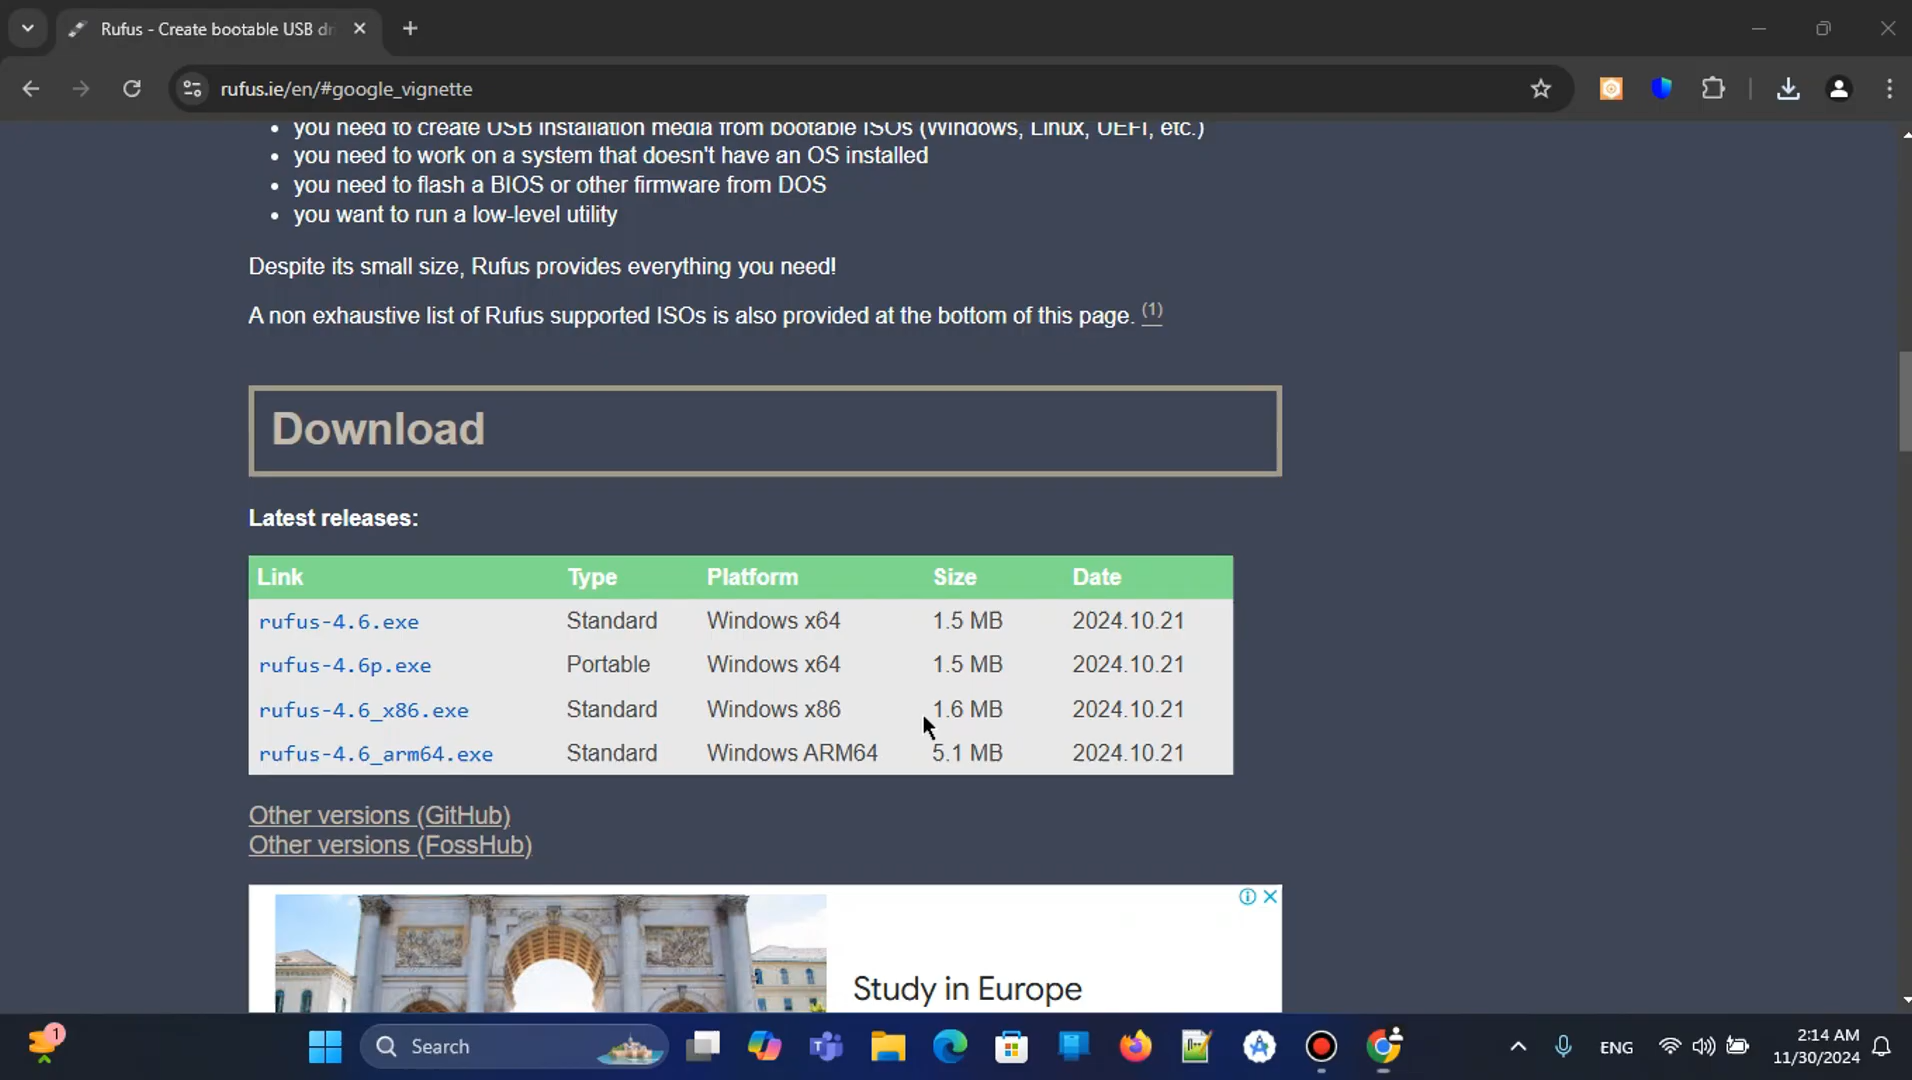 Rufus - Create bootable USB dri
rufus.ie/en/#google_vignette
you need to create USB installation media from bootable ISOs (Windows, Linux, UEFI, etc.)
you need to work on a system that doesn't have an OS installed
you need to flash a BIOS or other firmware from DOS
you want to run a low-level utility
Despite its small size, Rufus provides everything you need!
A non exhaustive list of Rufus supported ISOs is also provided at the bottom of this page. (1)
Download
Latest releases:
Link Type Platform Size Date
rufus-4.6.exe Standard Windows x64 1.5 MB 2024.10.21
rufus-4.6p.exe Portable Windows x64 1.5 MB 2024.10.21
rufus-4.6_x86.exe Standard Windows x86 1.6 MB 2024.10.21
rufus-4.6_arm64.exe Standard Windows ARM64 5.1 MB 2024.10.21
Other versions (GitHub)
Other versions (FossHub)
Study in Europe
1
Search
ENG
2:14 AM
11/30/2024